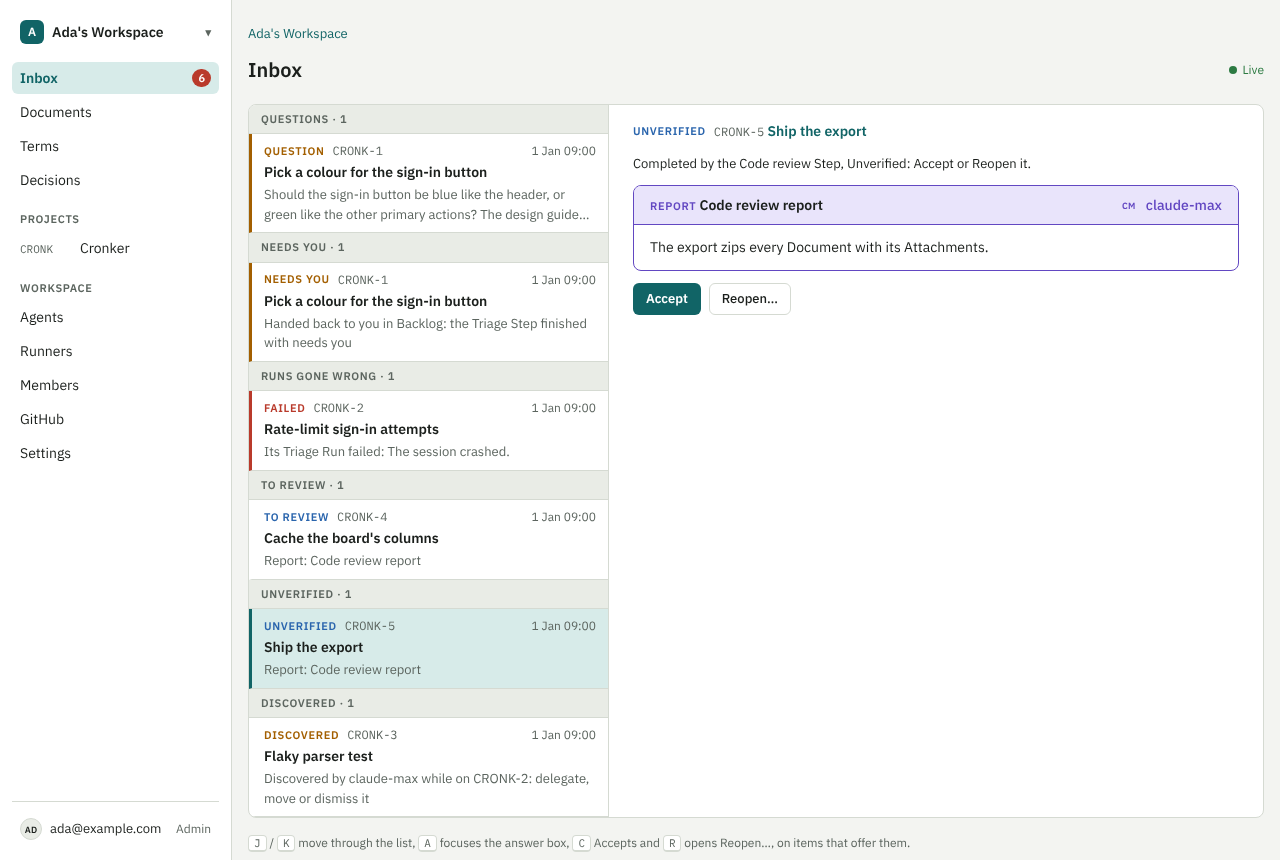 A Ada's Workspace ▾
Inbox 6
Documents
Terms
Decisions
PROJECTS
CRONK Cronker
WORKSPACE
Agents
Runners
Members
GitHub
Settings
AD ada@example.com Admin
Ada's Workspace
Inbox
Live
QUESTIONS · 1
QUESTION CRONK-1 1 Jan 09:00
Pick a colour for the sign-in button
Should the sign-in button be blue like the header, or
green like the other primary actions? The design guide…
NEEDS YOU · 1
NEEDS YOU CRONK-1 1 Jan 09:00
Pick a colour for the sign-in button
Handed back to you in Backlog: the Triage Step finished
with needs you
RUNS GONE WRONG · 1
FAILED CRONK-2 1 Jan 09:00
Rate-limit sign-in attempts
Its Triage Run failed: The session crashed.
TO REVIEW · 1
TO REVIEW CRONK-4 1 Jan 09:00
Cache the board's columns
Report: Code review report
UNVERIFIED · 1
UNVERIFIED CRONK-5 1 Jan 09:00
Ship the export
Report: Code review report
DISCOVERED · 1
DISCOVERED CRONK-3 1 Jan 09:00
Flaky parser test
Discovered by claude-max while on CRONK-2: delegate,
move or dismiss it
UNVERIFIED CRONK-5 Ship the export
Completed by the Code review Step, Unverified: Accept or Reopen it.
REPORT Code review report CM claude-max
The export zips every Document with its Attachments.
Accept Reopen…
J / K move through the list, A focuses the answer box, C Accepts and R opens Reopen…, on items that offer them.